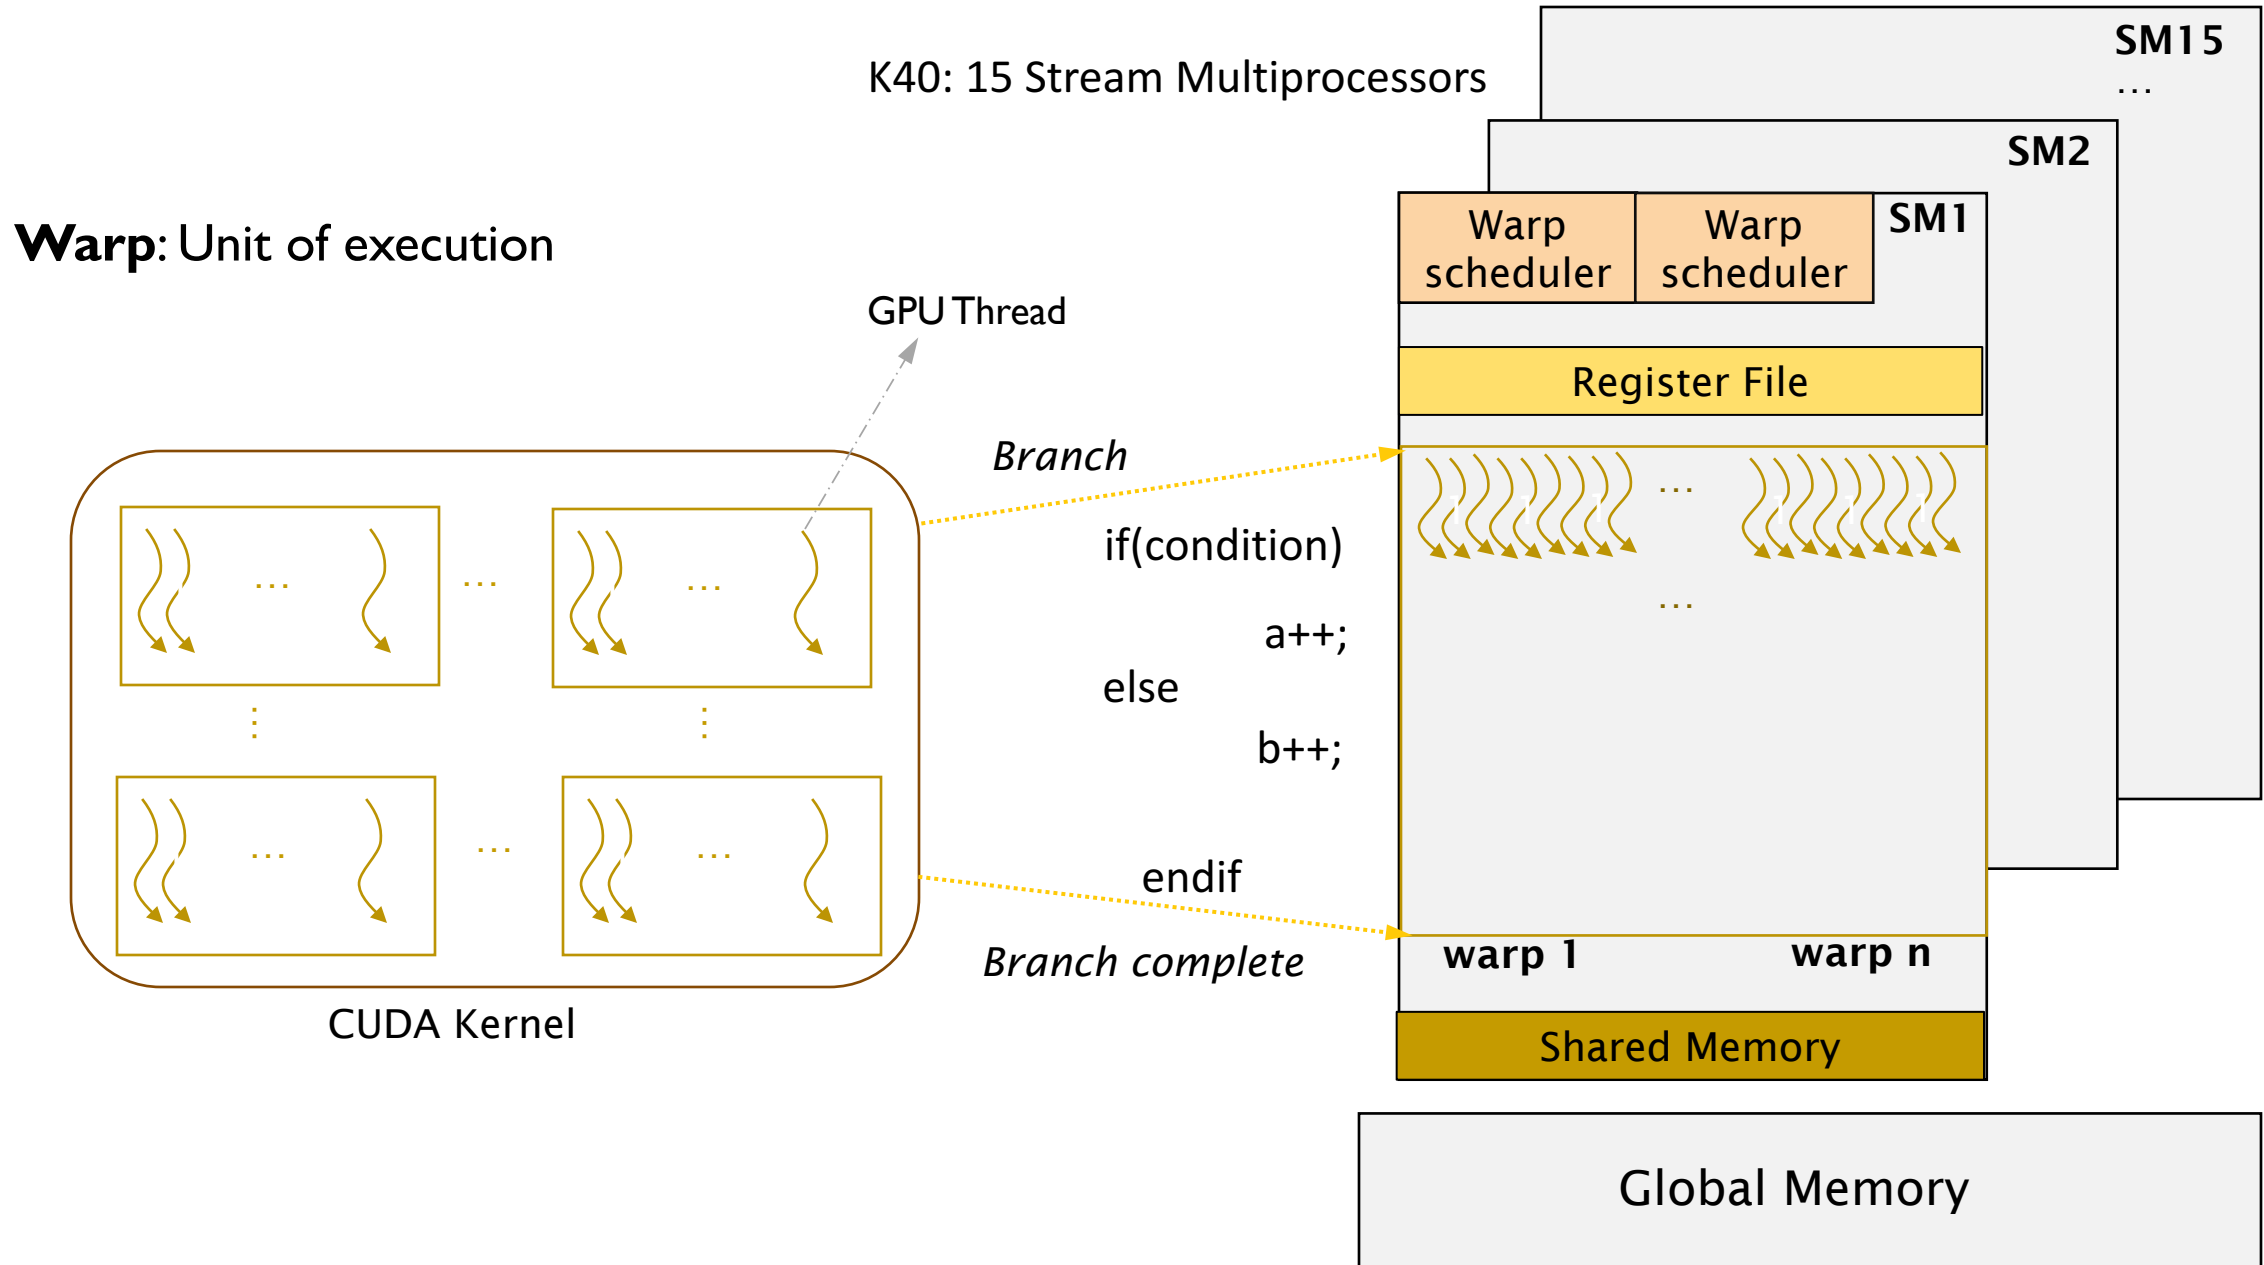 K40: 15 Stream Multiprocessors
SM15
...
SM2
SM1
Warp
scheduler
Warp
scheduler
Warp: Unit of execution
GPU Thread
Register File
Branch
if(condition)
a++;
else
b++;
endif
Branch complete
...
...
...
...
...
...
...
...
...
...
...
warp 1
warp n
CUDA Kernel
Shared Memory
Global Memory